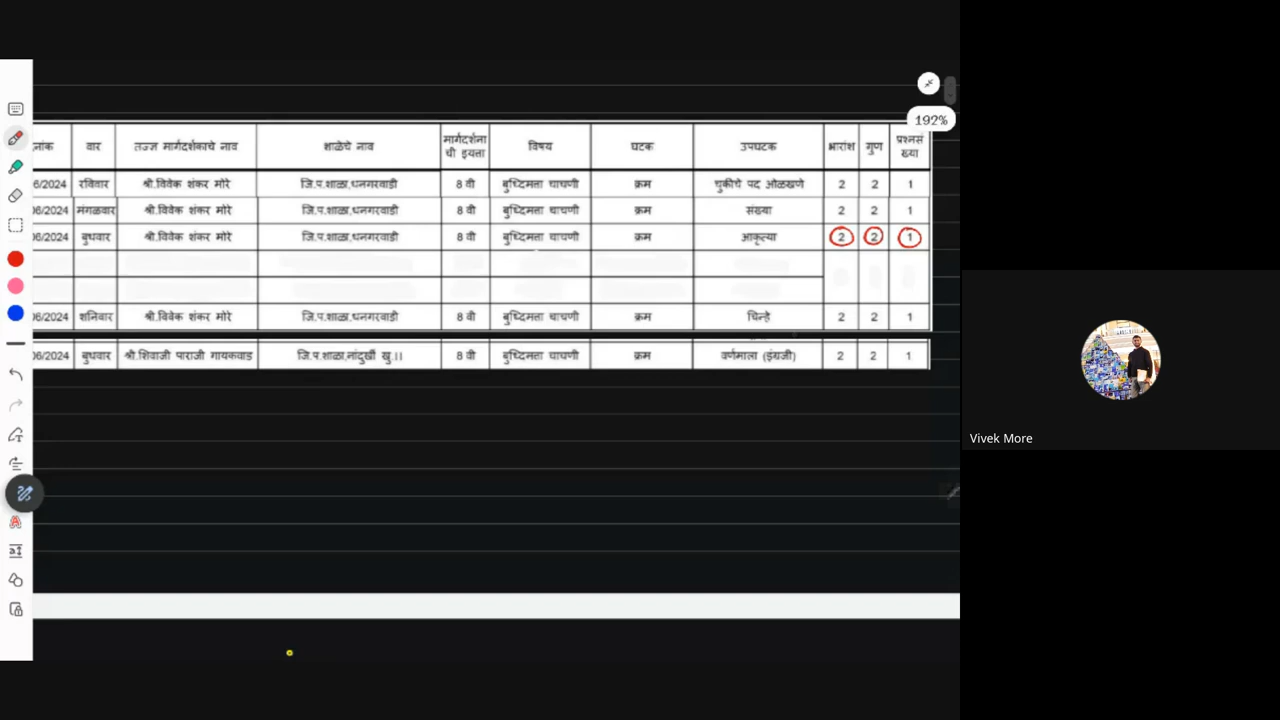 192%
नांक वार तज्ज्ञ मार्गदर्शकाचे नाव शाळेचे नाव मार्गदर्शना ची इयत्ता विषय घटक उपघटक भारांश गुण प्रश्नसं ख्या
6/2024 रविवार श्री.विवेक शंकर मोरे जि.प.शाळा,धनगरवाडी 8 वी बुध्दिमत्ता चाचणी क्रम चुकीचे पद ओळखणे 2 2 1
06/2024 मंगळवार श्री.विवेक शंकर मोरे जि.प.शाळा,धनगरवाडी 8 वी बुध्दिमत्ता चाचणी क्रम संख्या 2 2 1
06/2024 बुधवार श्री.विवेक शंकर मोरे जि.प.शाळा,धनगरवाडी 8 वी बुध्दिमत्ता चाचणी क्रम आकृत्या 2 2 1
06/2024 शनिवार श्री.विवेक शंकर मोरे जि.प.शाळा,धनगरवाडी 8 वी बुध्दिमत्ता चाचणी क्रम चिन्हे 2 2 1
06/2024 बुधवार श्री.शिवाजी पाराजी गायकवाड जि.प.शाळा,नांदुर्खी खु.।। 8 वी बुध्दिमत्ता चाचणी क्रम वर्णमाला (इंग्रजी) 2 2 1
Vivek More